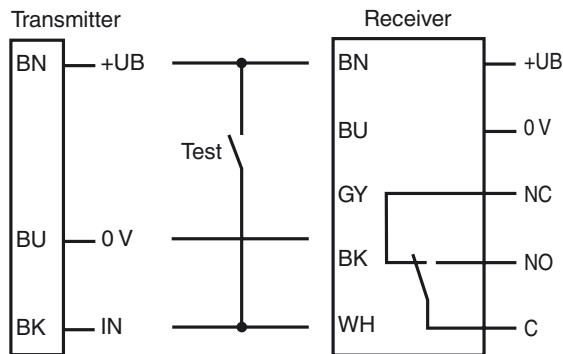 Transmitter
Receiver
BN +UB
BN +UB
BU 0 V
Test
GY NC
BU 0 V
BK NO
BK IN
WH C